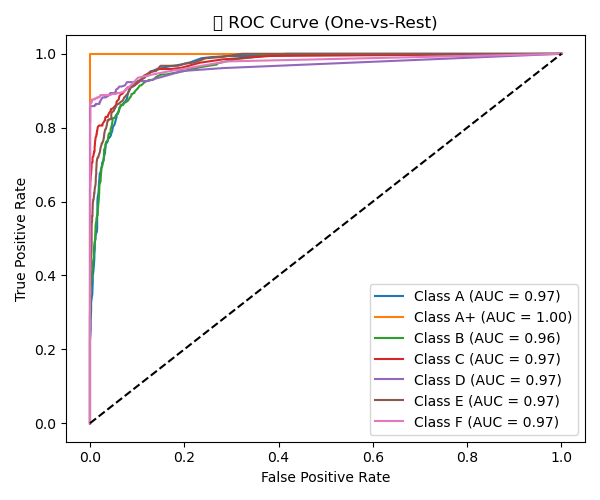 ROC Curve (One-vs-Rest)
True Positive Rate
1.0
0.8
0.6
0.4
0.2
0.0
0.0 0.2 0.4 0.6 0.8 1.0
False Positive Rate
Class A (AUC = 0.97)
Class A+ (AUC = 1.00)
Class B (AUC = 0.96)
Class C (AUC = 0.97)
Class D (AUC = 0.97)
Class E (AUC = 0.97)
Class F (AUC = 0.97)